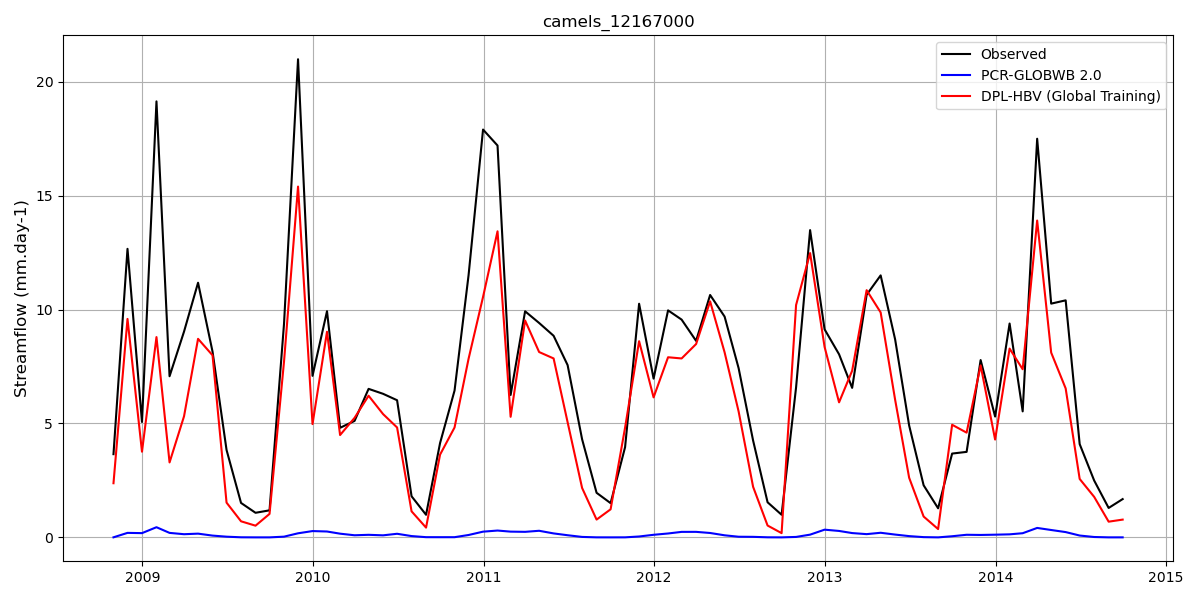 camels_12167000
Observed
PCR-GLOBWB 2.0
DPL-HBV (Global Training)
Streamflow (mm.day-1)
20
15
10
5
0
2009
2010
2011
2012
2013
2014
2015